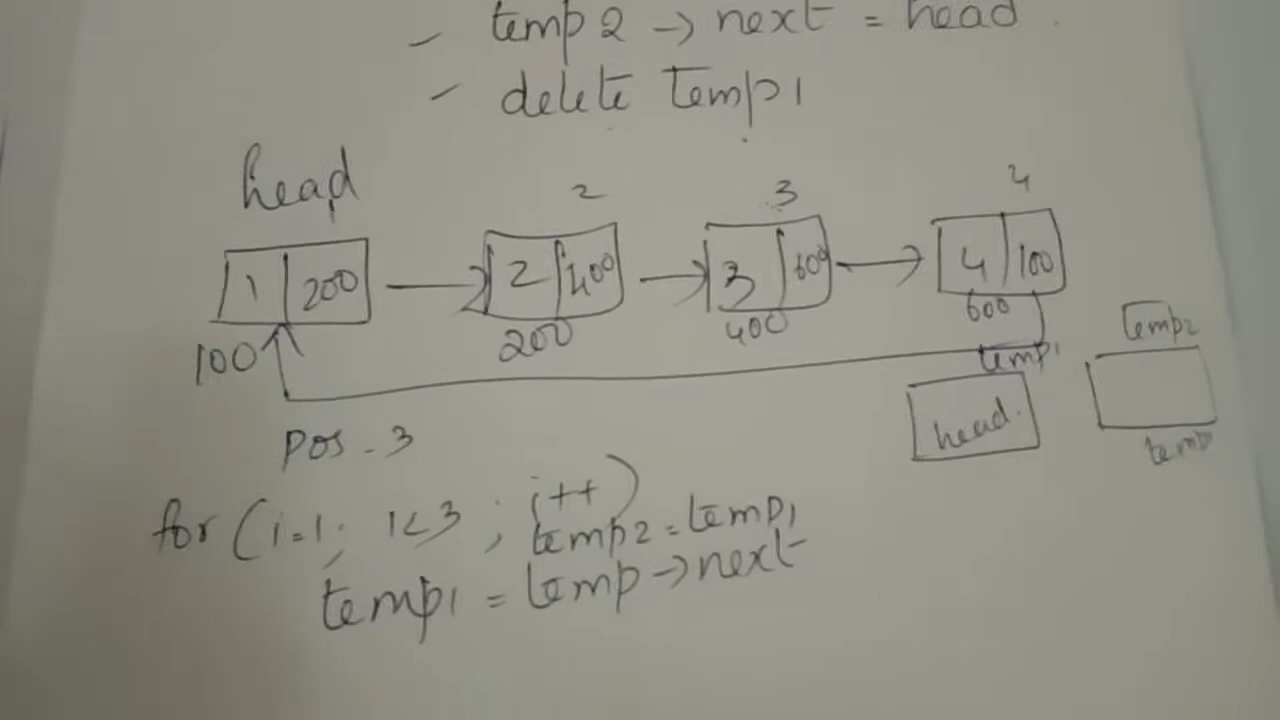 - temp2 → next = head
- delete temp1
head
2
3
4
1 200
2 400
3 600
4 100
100
200
400
600
temp1
temp2
head
temp
Pos - 3
for (i=1; i<3 ; i++)
temp2 = temp1
temp1 = temp → next